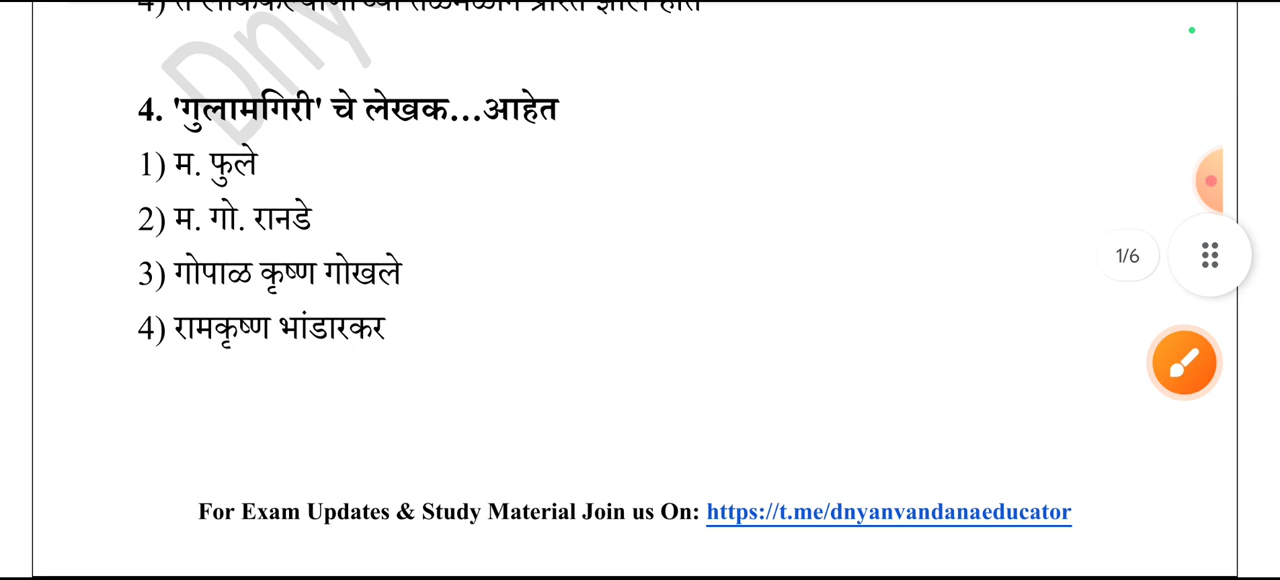 4. 'गुलामगिरी' चे लेखक...आहेत
1) म. फुले
2) म. गो. रानडे
3) गोपाळ कृष्ण गोखले
4) रामकृष्ण भांडारकर
1/6
For Exam Updates & Study Material Join us On: https://t.me/dnyanvandanaeducator